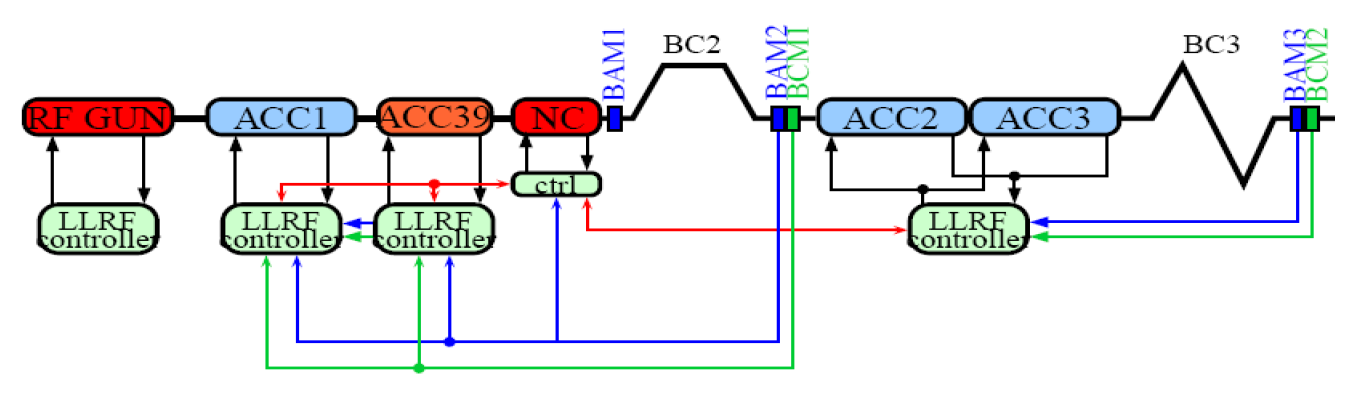 BAM1
BC2
BAM2
BCM1
BC3
BAM3
BCM2
RF GUN
ACC1
ACC39
NC
ACC2
ACC3
ctrl
LLRF
controller
LLRF
controller
LLRF
controller
LLRF
controller